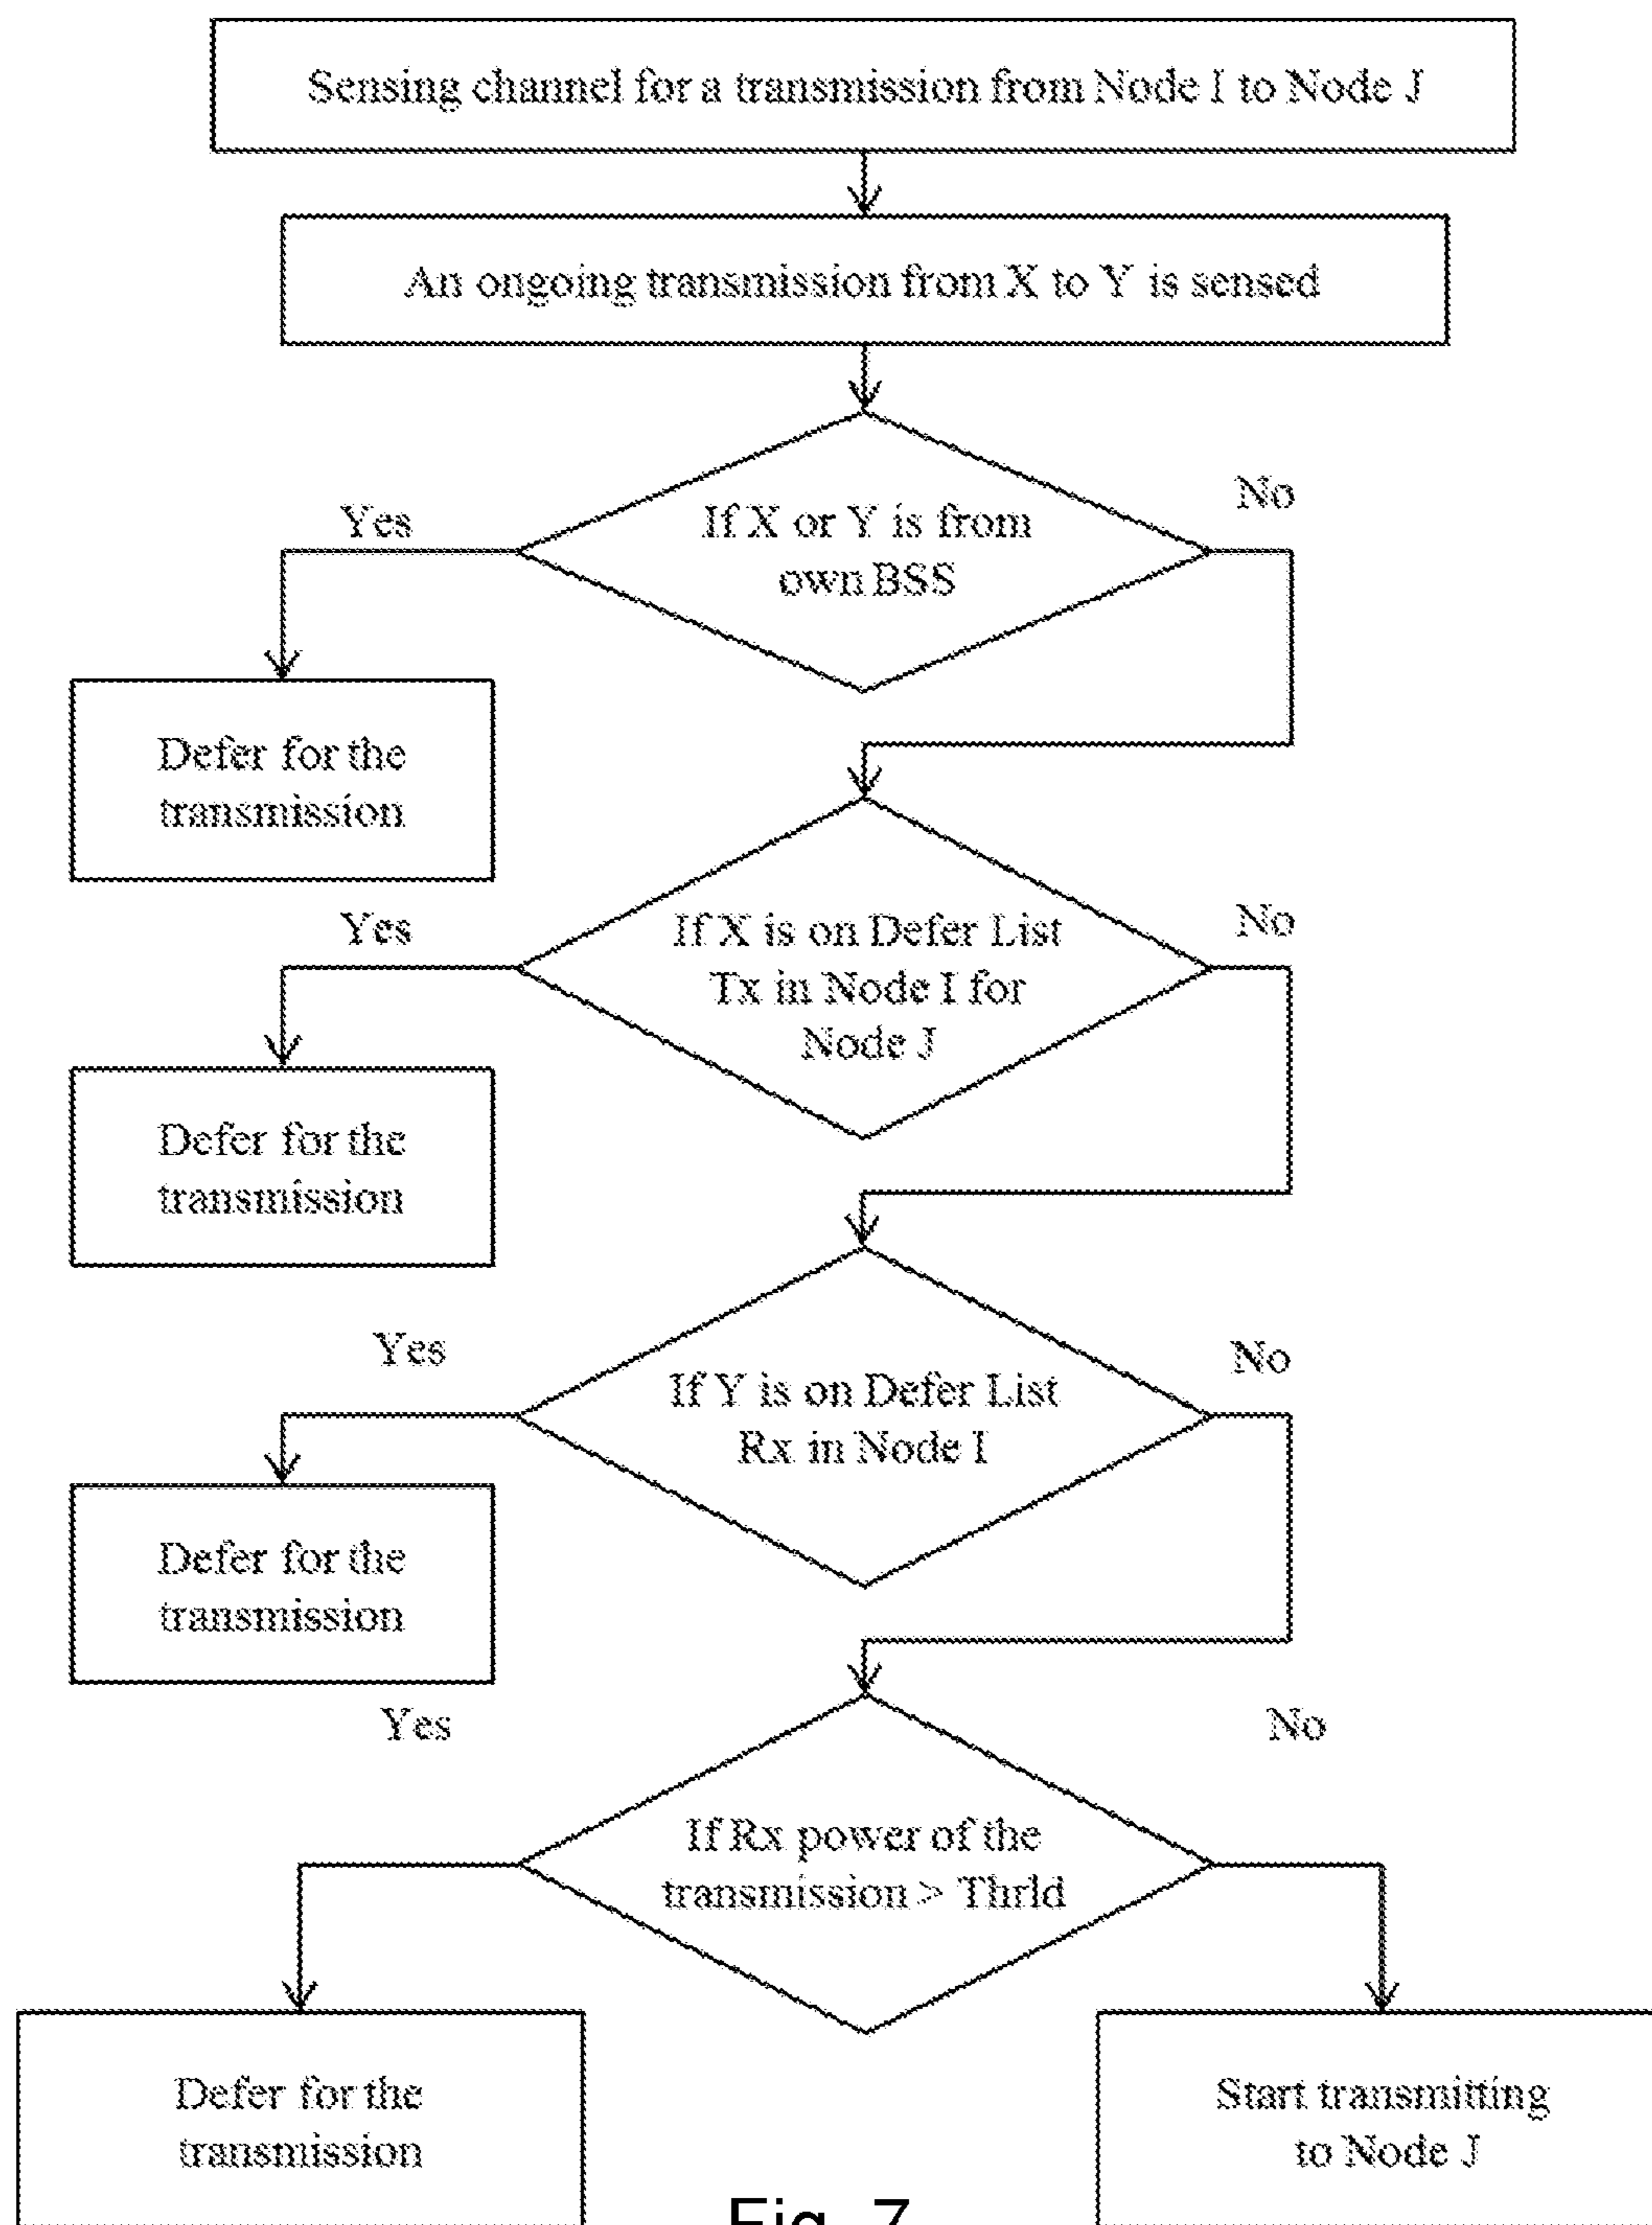 Sensing channel for a transmission from Node I to Node J
An ongoing transmission from X to Y is sensed
If X or Y is from
own BSS
Yes
No
Defer for the
transmission
If X is on Defer List
Tx in Node I for
Node J
Yes
No
Defer for the
transmission
If Y is on Defer List
Rx in Node I
Yes
No
Defer for the
transmission
If Rx power of the
transmission > Thrld
Yes
No
Defer for the
transmission
Start transmitting
to Node J
Fig. 7